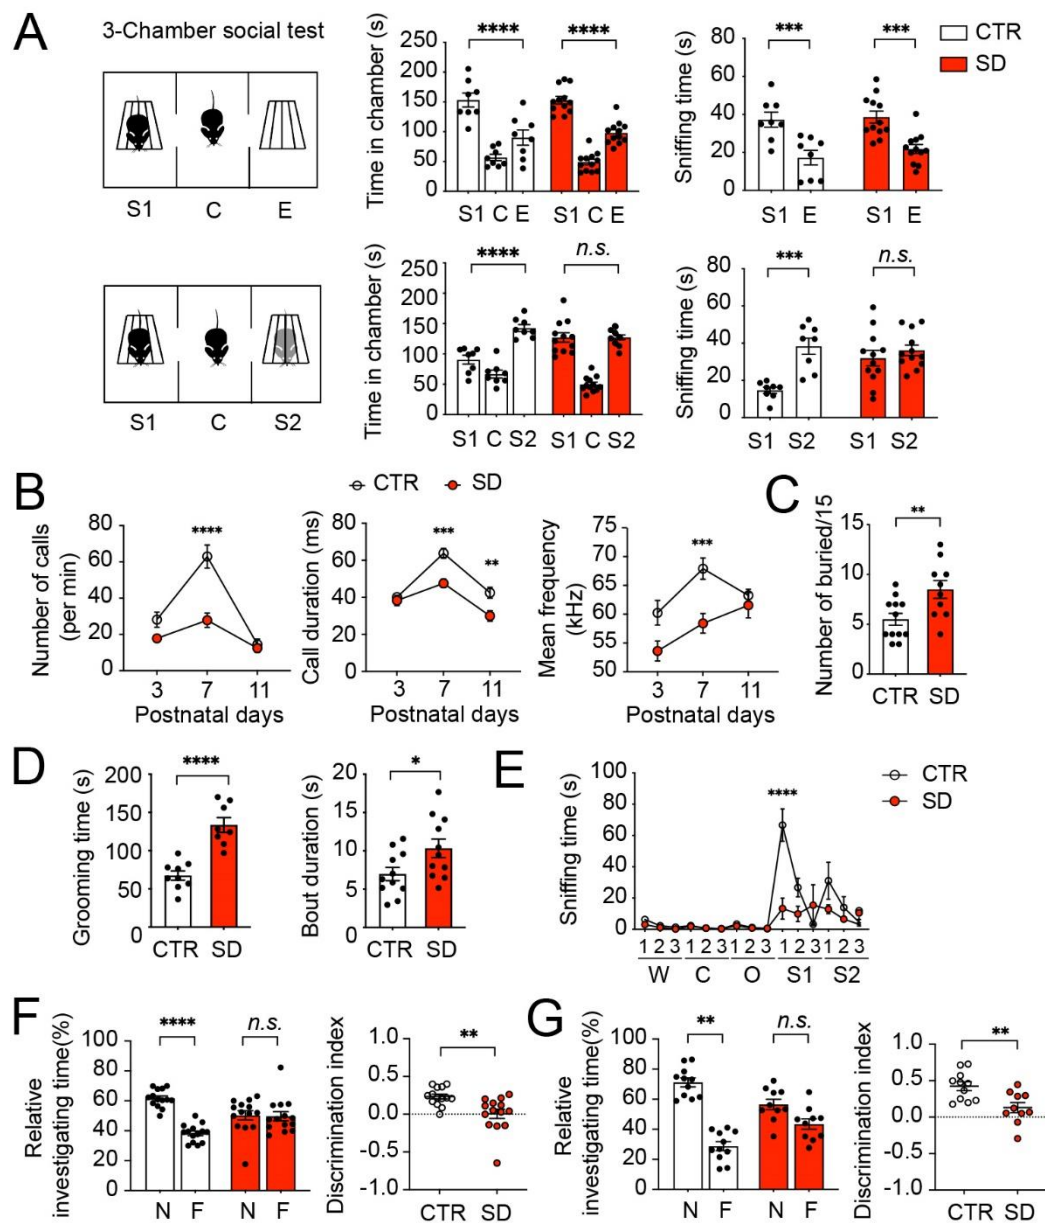 A
3-Chamber social test
S1 C E
Time in chamber (s)
250
200
150
100
50
0
**** ****
S1 C E S1 C E
Sniffing time (s)
80
60
40
20
0
*** ***
S1 E S1 E
CTR
SD
S1 C S2
Time in chamber (s)
250
200
150
100
50
0
**** n.s.
S1 C S2 S1 C S2
Sniffing time (s)
80
60
40
20
0
*** n.s.
S1 S2 S1 S2
B
CTR SD
Number of calls
(per min)
80
60
40
20
0
****
3 7 11
Postnatal days
Call duration (ms)
80
60
40
20
0
***
**
3 7 11
Postnatal days
Mean frequency
(kHz)
75
70
65
60
55
50
***
3 7 11
Postnatal days
C
Number of buried/15
15
10
5
0
**
CTR SD
D
Grooming time (s)
200
150
100
50
0
****
CTR SD
Bout duration (s)
20
15
10
5
0
*
CTR SD
E
Sniffing time (s)
100
80
60
40
20
0
****
CTR
SD
1 2 3 1 2 3 1 2 3 1 2 3 1 2 3
W C O S1 S2
F
Relative
investigating time(%)
100
80
60
40
20
0
**** n.s.
N F N F
Discrimination index
1.0
0.5
0.0
-0.5
-1.0
**
CTR SD
G
Relative
investigating time(%)
100
80
60
40
20
0
** n.s.
N F N F
Discrimination index
1.0
0.5
0.0
-0.5
-1.0
**
CTR SD